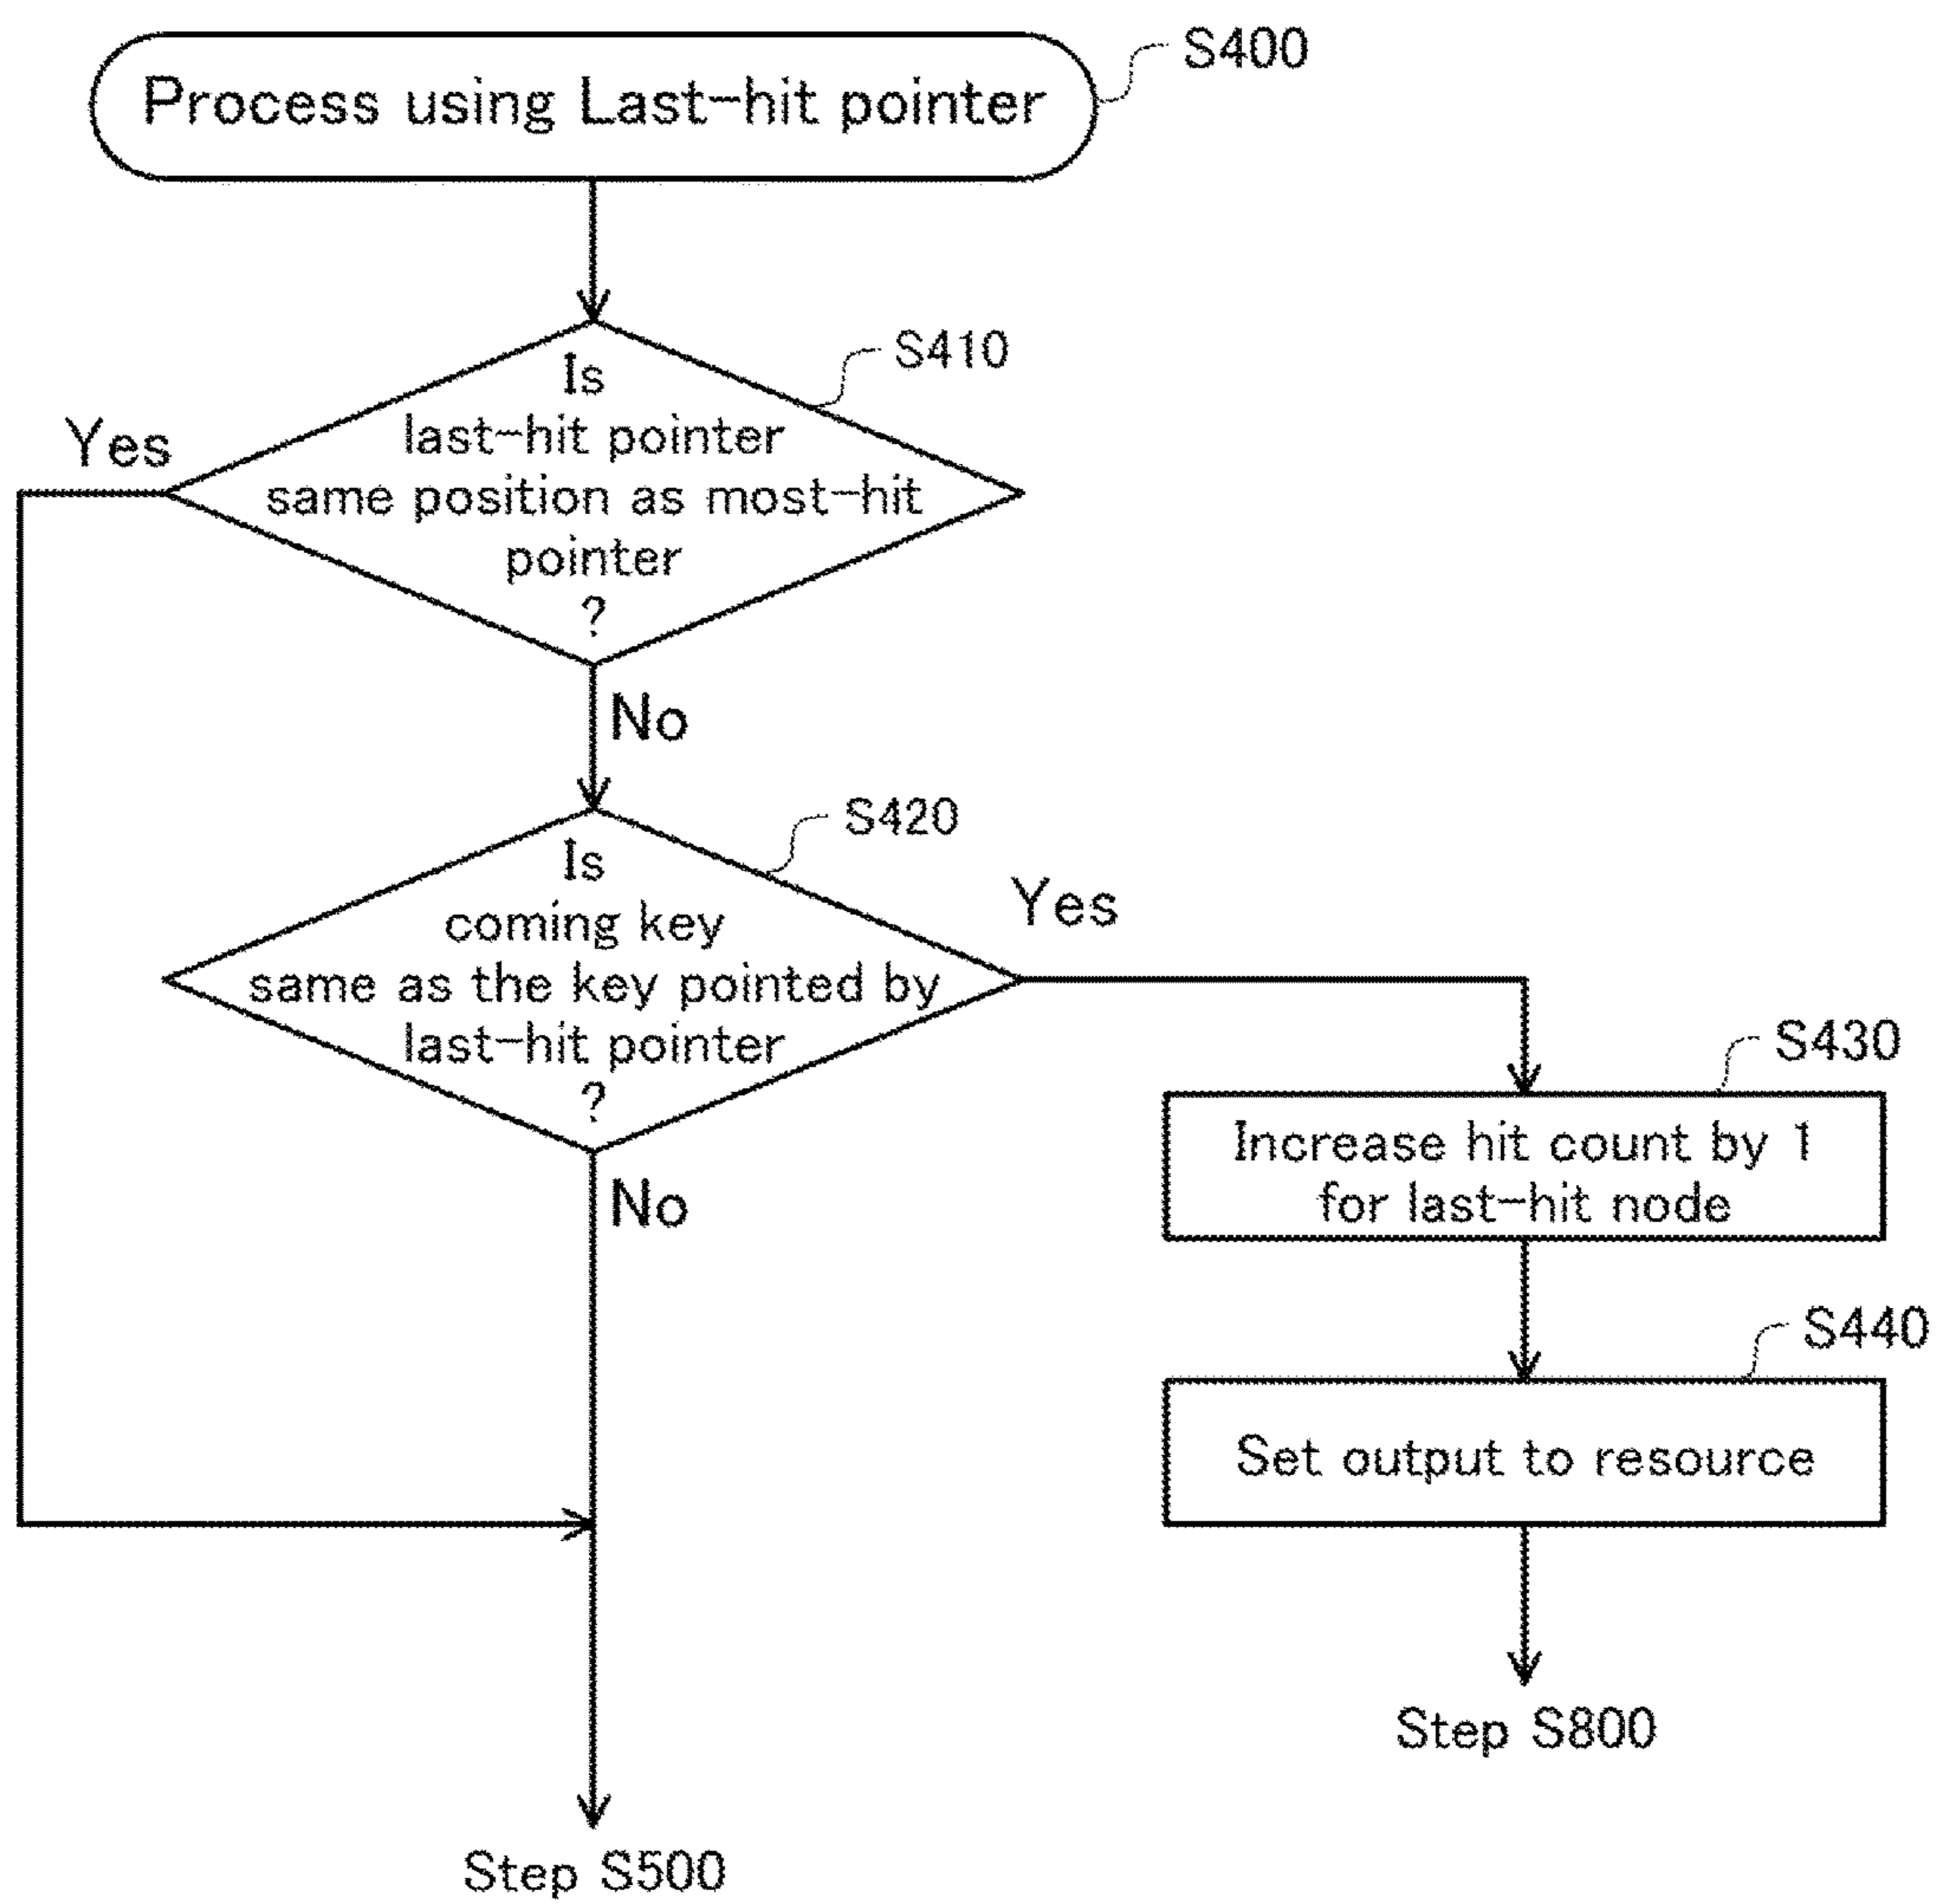 S400
Process using Last-hit pointer
S410
Is
last-hit pointer
same position as most-hit
pointer
?
Yes
No
S420
Is
coming key
same as the key pointed by
last-hit pointer
?
Yes
No
S430
Increase hit count by 1
for last-hit node
S440
Set output to resource
Step S800
Step S500